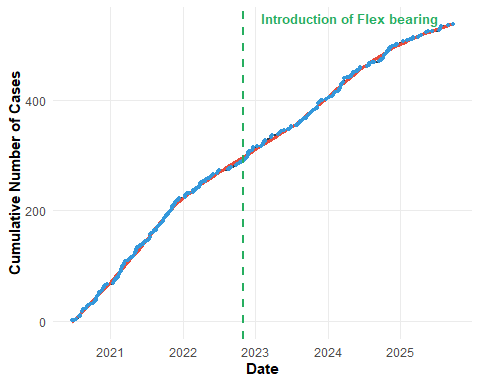 Introduction of Flex bearing
Cumulative Number of Cases
400
200
0
2021 2022 2023 2024 2025
Date